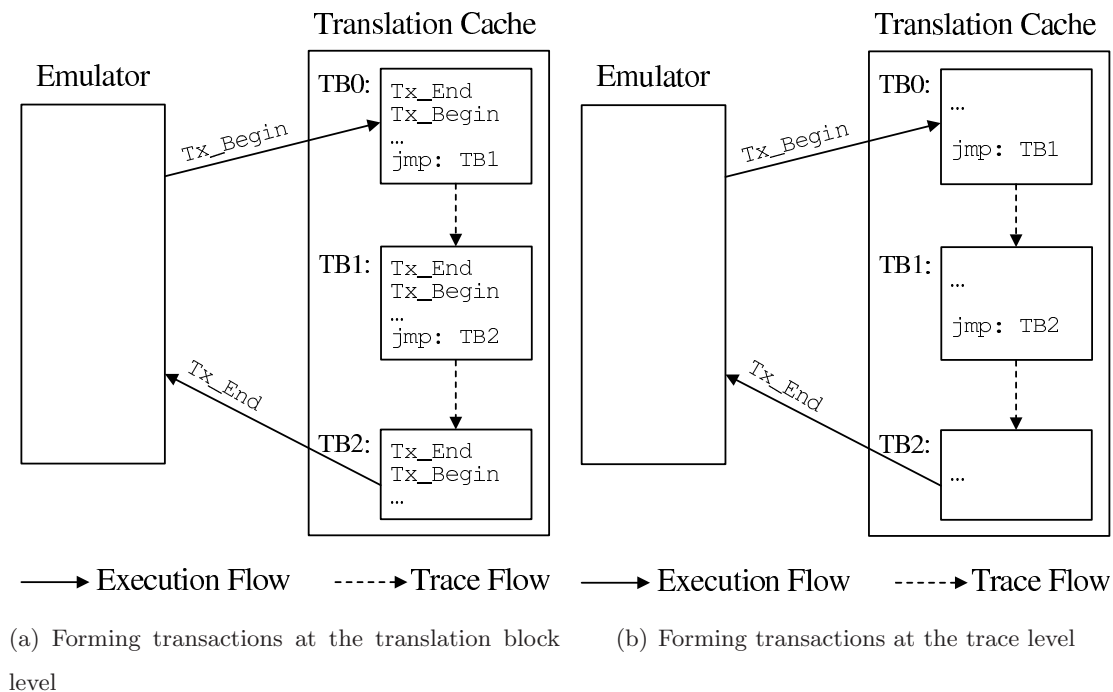 Translation Cache
Emulator
TB0:
Tx_End
Tx_Begin
…
jmp: TB1
Tx_Begin
TB1:
Tx_End
Tx_Begin
…
jmp: TB2
Tx_End
TB2:
Tx_End
Tx_Begin
…
Execution Flow
Trace Flow
(a) Forming transactions at the translation block
level
Translation Cache
Emulator
TB0:
…
jmp: TB1
Tx_Begin
TB1:
…
jmp: TB2
Tx_End
TB2:
…
Execution Flow
Trace Flow
(b) Forming transactions at the trace level